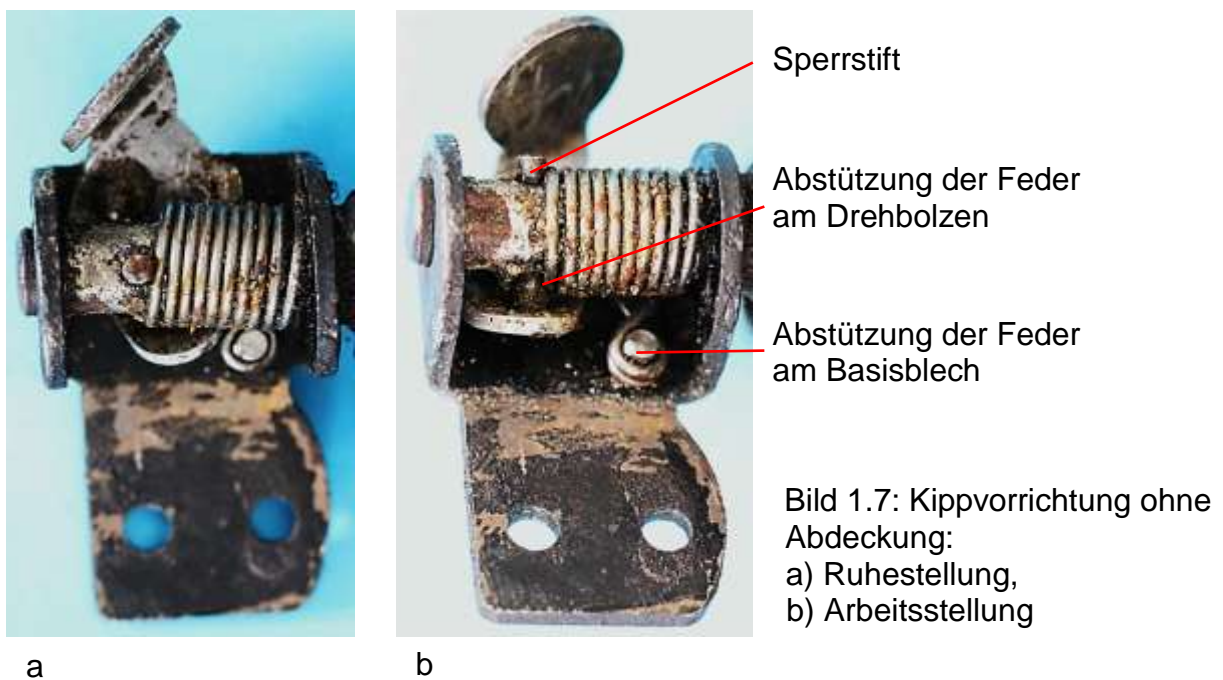 Sperrstift
Abstützung der Feder
am Drehbolzen
Abstützung der Feder
am Basisblech
Bild 1.7: Kippvorrichtung ohne
Abdeckung:
a) Ruhestellung,
b) Arbeitsstellung
a
b